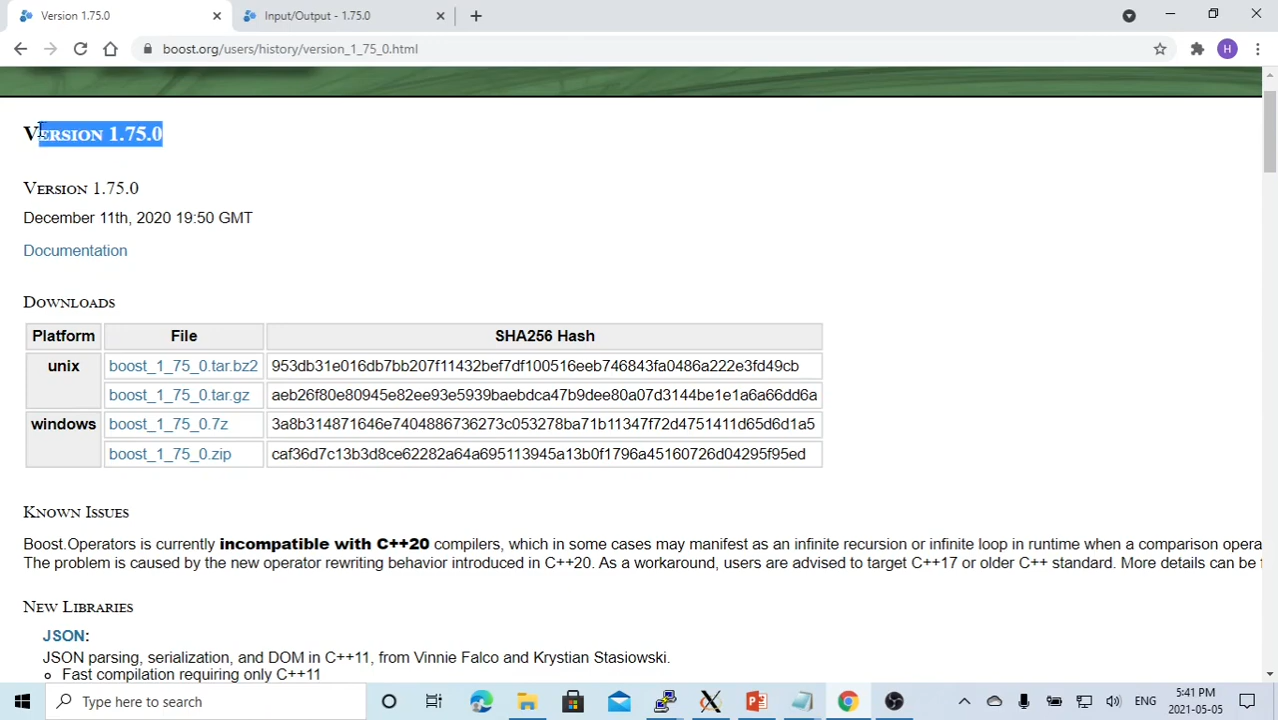 Version 1.75.0
Input/Output - 1.75.0
boost.org/users/history/version_1_75_0.html
H
Version 1.75.0
Version 1.75.0
December 11th, 2020 19:50 GMT
Documentation
Downloads
Platform File SHA256 Hash
unix boost_1_75_0.tar.bz2 953db31e016db7bb207f11432bef7df100516eeb746843fa0486a222e3fd49cb
boost_1_75_0.tar.gz aeb26f80e80945e82ee93e5939baebdca47b9dee80a07d3144be1e1a6a66dd6a
windows boost_1_75_0.7z 3a8b314871646e7404886736273c053278ba71b11347f72d4751411d65d6d1a5
boost_1_75_0.zip caf36d7c13b3d8ce62282a64a695113945a13b0f1796a45160726d04295f95ed
Known Issues
Boost.Operators is currently incompatible with C++20 compilers, which in some cases may manifest as an infinite recursion or infinite loop in runtime when a comparison opera
The problem is caused by the new operator rewriting behavior introduced in C++20. As a workaround, users are advised to target C++17 or older C++ standard. More details can be
New Libraries
JSON:
JSON parsing, serialization, and DOM in C++11, from Vinnie Falco and Krystian Stasiowski.
Fast compilation requiring only C++11
Type here to search
ENG
5:41 PM
2021-05-05